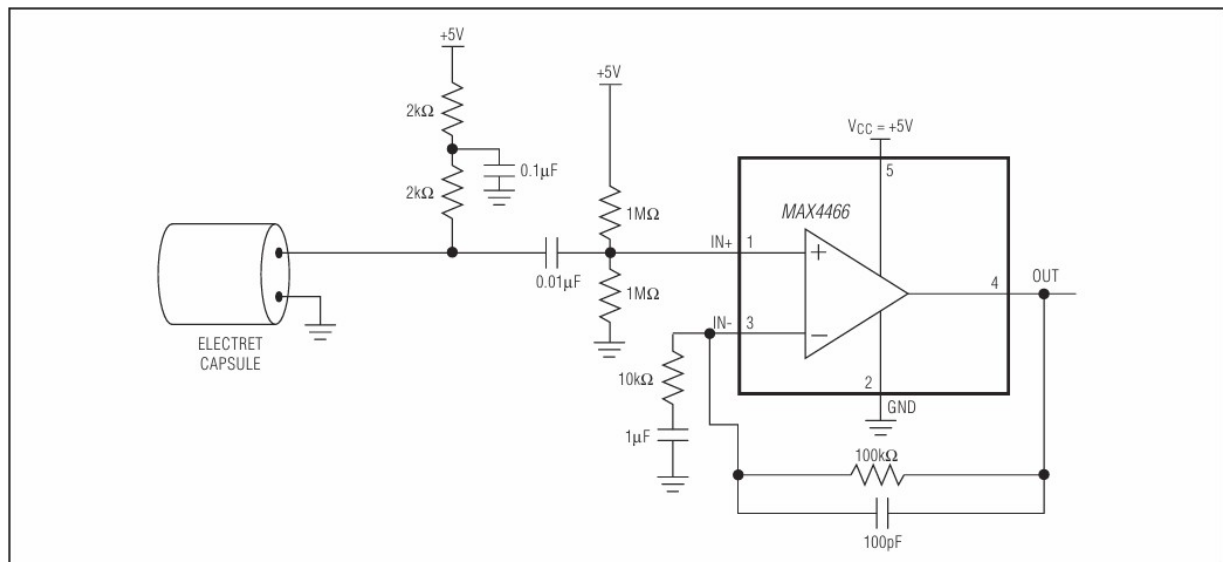 +5V
+5V
2kΩ
VCC = +5V
0.1µF
5
2kΩ
1MΩ
MAX4466
IN+
1
+
0.01µF
OUT
4
1MΩ
IN-
3
−
ELECTRET
CAPSULE
10kΩ
2
GND
1µF
100kΩ
100pF